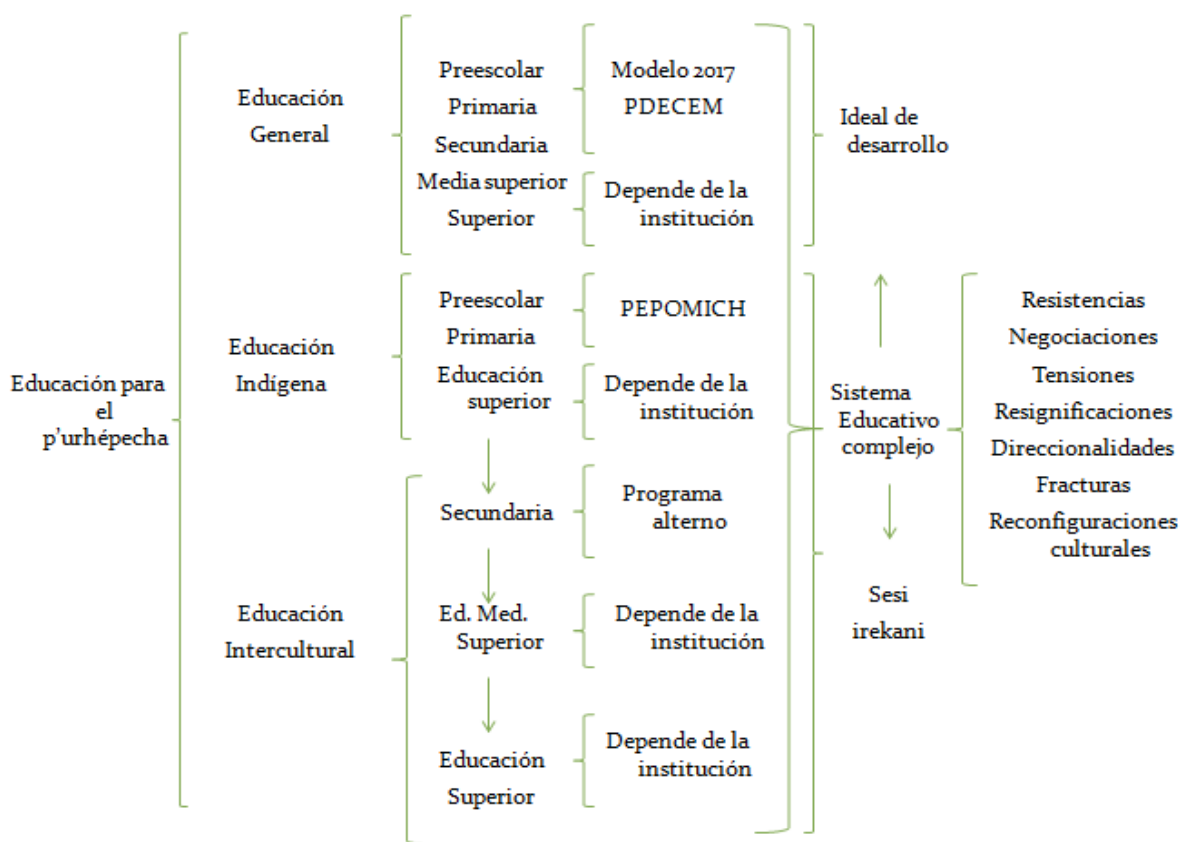 Educación para
el
p'urhépecha
Educación
General
Preescolar
Primaria
Secundaria
Media superior
Superior
Modelo 2017
PDECEM
Depende de la
institución
Educación
Indígena
Preescolar
Primaria
Educación
superior
PEPOMICH
Depende de la
institución
Educación
Intercultural
Secundaria
Programa
alterno
Ed. Med.
Superior
Depende de la
institución
Educación
Superior
Depende de la
institución
Ideal de
desarrollo
Sistema
Educativo
complejo
Sesi
irekani
Resistencias
Negociaciones
Tensiones
Resignificaciones
Direccionalidades
Fracturas
Reconfiguraciones
culturales